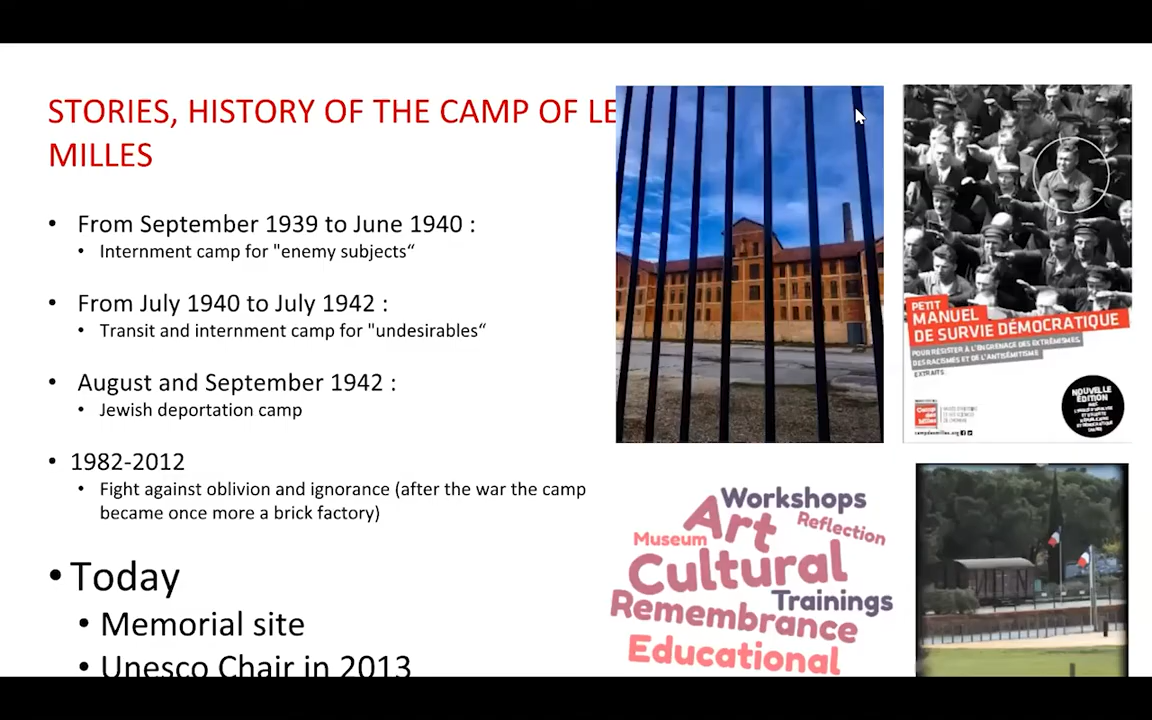 STORIES, HISTORY OF THE CAMP OF LE
MILLES
• From September 1939 to June 1940 :
• Internment camp for "enemy subjects“
• From July 1940 to July 1942 :
• Transit and internment camp for "undesirables“
• August and September 1942 :
• Jewish deportation camp
• 1982-2012
• Fight against oblivion and ignorance (after the war the camp
became once more a brick factory)
• Today
• Memorial site
• Unesco Chair in 2013
PETIT
MANUEL
DE SURVIE DÉMOCRATIQUE
POUR RÉSISTER À L'ENGRENAGE DES EXTRÉMISMES,
DES RACISMES ET DE L'ANTISÉMITISME
EXTRAITS
NOUVELLE
ÉDITION
Camp
des
Milles
campdesmilles.org
Workshops
Art
Reflection
Museum
Cultural
Trainings
Remembrance
Educational